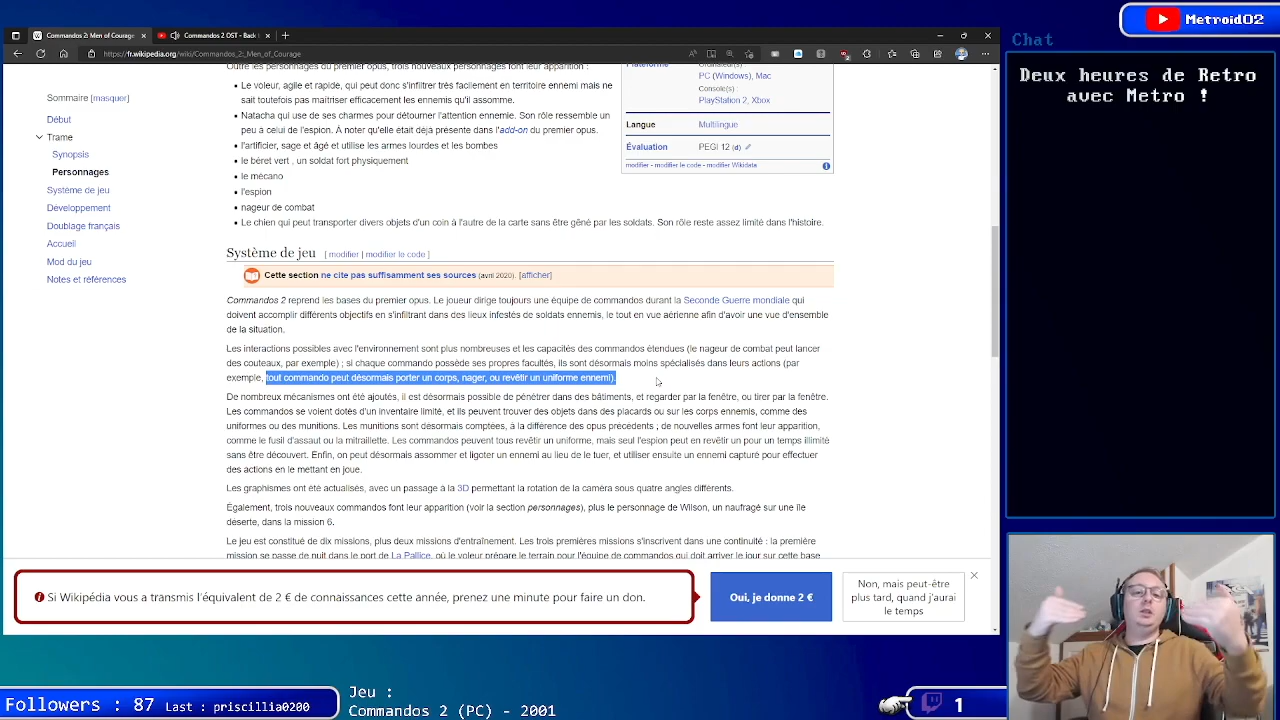 Commandos 2: Men of Courage
Commandos 2 OST - Back
https://fr.wikipedia.org/wiki/Commandos_2:_Men_of_Courage
Sommaire [masquer]
Début
Trame
Synopsis
Personnages
Système de jeu
Développement
Doublage français
Accueil
Mod du jeu
Notes et références
Outre les personnages du premier opus, trois nouveaux personnages font leur apparition :
Le voleur, agile et rapide, qui peut donc s'infiltrer très facilement en territoire ennemi mais ne
sait toutefois pas maîtriser efficacement les ennemis qu'il assomme.
Natacha qui use de ses charmes pour détourner l'attention ennemie. Son rôle ressemble un
peu à celui de l'espion. À noter qu'elle etait déjà présente dans l'add-on du premier opus.
l'artificier, sage et âgé et utilise les armes lourdes et les bombes
le béret vert , un soldat fort physiquement
le mécano
l'espion
nageur de combat
Le chien qui peut transporter divers objets d'un coin à l'autre de la carte sans être gêné par les soldats. Son rôle reste assez limité dans l'histoire.
Plateforme
Ordinateur(s) :
PC (Windows), Mac
Console(s) :
PlayStation 2, Xbox
Langue
Multilingue
Évaluation
PEGI 12 (d)
modifier - modifier le code - modifier Wikidata
Système de jeu [ modifier | modifier le code ]
Cette section ne cite pas suffisamment ses sources (avril 2020). [afficher]
Commandos 2 reprend les bases du premier opus. Le joueur dirige toujours une équipe de commandos durant la Seconde Guerre mondiale qui
doivent accomplir différents objectifs en s'infiltrant dans des lieux infestés de soldats ennemis, le tout en vue aérienne afin d'avoir une vue d'ensemble
de la situation.
Les interactions possibles avec l'environnement sont plus nombreuses et les capacités des commandos étendues (le nageur de combat peut lancer
des couteaux, par exemple) ; si chaque commando possède ses propres facultés, ils sont désormais moins spécialisés dans leurs actions (par
exemple, tout commando peut désormais porter un corps, nager, ou revêtir un uniforme ennemi).
De nombreux mécanismes ont été ajoutés, il est désormais possible de pénétrer dans des bâtiments, et regarder par la fenêtre, ou tirer par la fenêtre.
Les commandos se voient dotés d'un inventaire limité, et ils peuvent trouver des objets dans des placards ou sur les corps ennemis, comme des
uniformes ou des munitions. Les munitions sont désormais comptées, à la différence des opus précédents ; de nouvelles armes font leur apparition,
comme le fusil d'assaut ou la mitraillette. Les commandos peuvent tous revêtir un uniforme, mais seul l'espion peut en revêtir un pour un temps illimité
sans être découvert. Enfin, on peut désormais assommer et ligoter un ennemi au lieu de le tuer, et utiliser ensuite un ennemi capturé pour effectuer
des actions en le mettant en joue.
Les graphismes ont été actualisés, avec un passage à la 3D permettant la rotation de la caméra sous quatre angles différents.
Également, trois nouveaux commandos font leur apparition (voir la section personnages), plus le personnage de Wilson, un naufragé sur une île
déserte, dans la mission 6.
Le jeu est constitué de dix missions, plus deux missions d'entraînement. Les trois premières missions s'inscrivent dans une continuité : la première
mission se passe de nuit dans le port de La Pallice, où le voleur prépare le terrain pour l'équipe de commandos qui doit arriver le jour sur cette base
Si Wikipédia vous a transmis l'équivalent de 2 € de connaissances cette année, prenez une minute pour faire un don.
Oui, je donne 2 €
Non, mais peut-être
plus tard, quand j'aurai
le temps
Metroid02
Chat
Deux heures de Retro
avec Metro !
Followers : 87 Last : priscillia0200
Jeu :
Commandos 2 (PC) - 2001
1